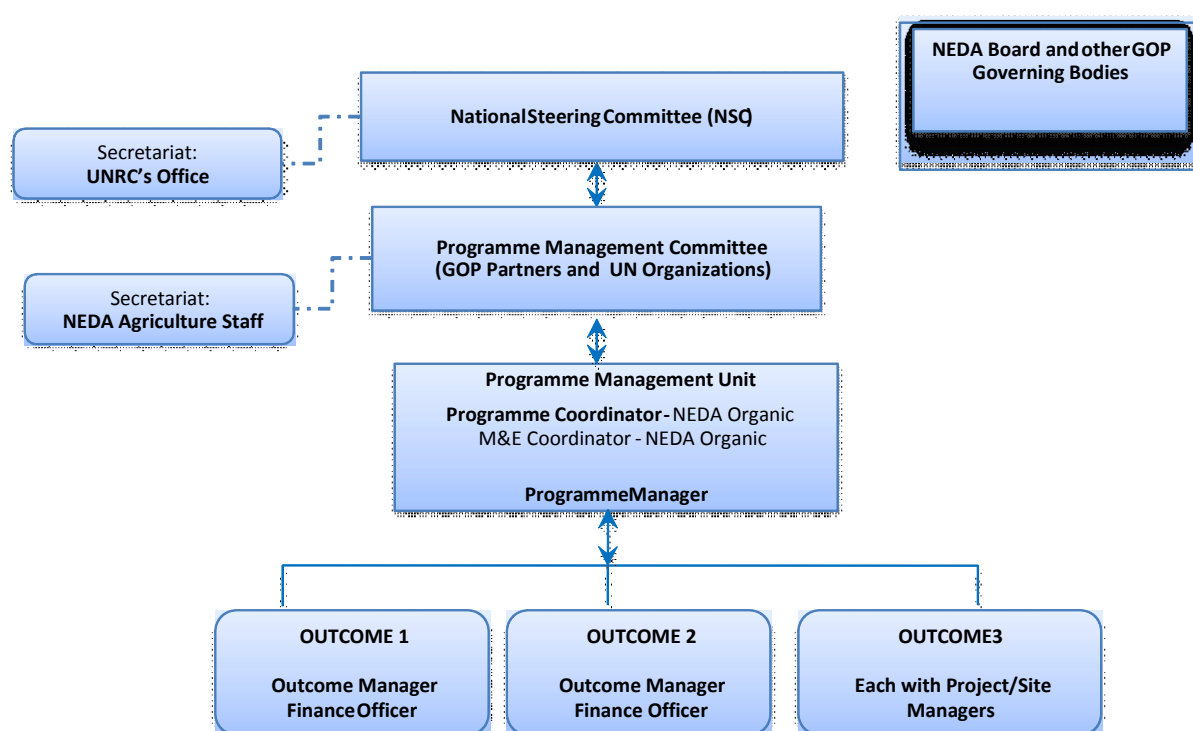 NEDA Board and other GOP
Governing Bodies
National Steering Committee (NSC)
Secretariat:
UNRC's Office
Programme Management Committee
(GOP Partners and UN Organizations)
Secretariat:
NEDA Agriculture Staff
Programme Management Unit
Programme Coordinator - NEDA Organic
M&E Coordinator - NEDA Organic
Programme Manager
OUTCOME 1
Outcome Manager
Finance Officer
OUTCOME 2
Outcome Manager
Finance Officer
OUTCOME3
Each with Project/Site
Managers